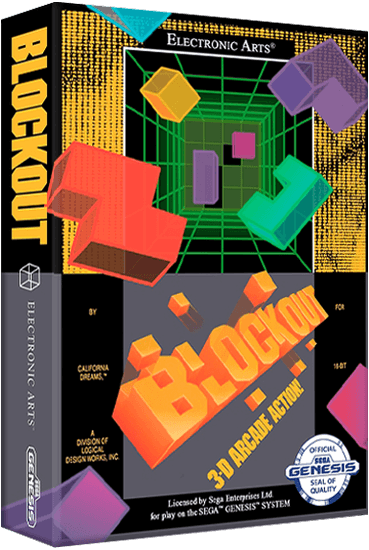 BLOCKOUT
ELECTRONIC ARTS
SEGA
GENESIS
ELECTRONIC ARTS®
BY
CALIFORNIA
DREAMS,™
A
DIVISION OF
LOGICAL
DESIGN WORKS, INC.
FOR
16-BIT
BLOCKOUT
3-D ARCADE ACTION!
OFFICIAL
SEGA
GENESIS
SEAL OF
QUALITY
Licensed by Sega Enterprises Ltd.
for play on the SEGA™ GENESIS™ SYSTEM